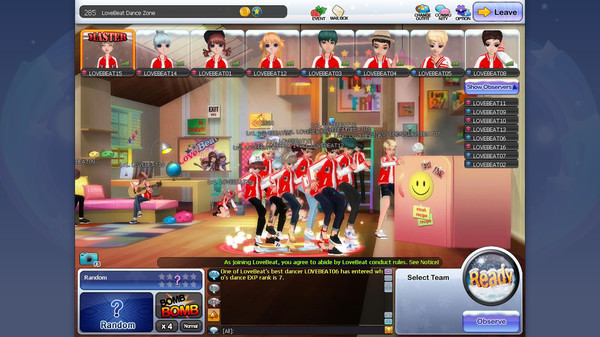 285 LoveBeat Dance Zone
EVENT
MAILBOX
CHANGE OUTFIT
COMMUNITY
OPTION
Leave
MASTER
LOVEBEAT15
LOVEBEAT14
LOVEBEAT01
LOVEBEAT12
LOVEBEAT03
LOVEBEAT04
LOVEBEAT05
LOVEBEAT08
Show Observers
LOVEBEAT11
LOVEBEAT09
LOVEBEAT10
LOVEBEAT13
LOVEBEAT16
LOVEBEAT07
LOVEBEAT02
EXIT
LoveBeat
As joining LoveBeat, you agree to abide by LoveBeat conduct rules. See Notice!
One of LoveBeat's best dancer LOVEBEAT06 has entered wh
o's dance EXP rank is 7.
[All]:
Random
?
?
Random
BOMB BOMB
x 4
Normal
Select Team
Ready
Observe